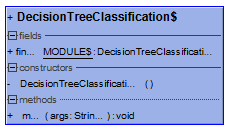 + DecisionTreeClassification$
fields
+ fin... MODULE$ : DecisionTreeClassificati...
constructors
- DecisionTreeClassificati... ()
methods
+ m... ( args: Strin... ) : void